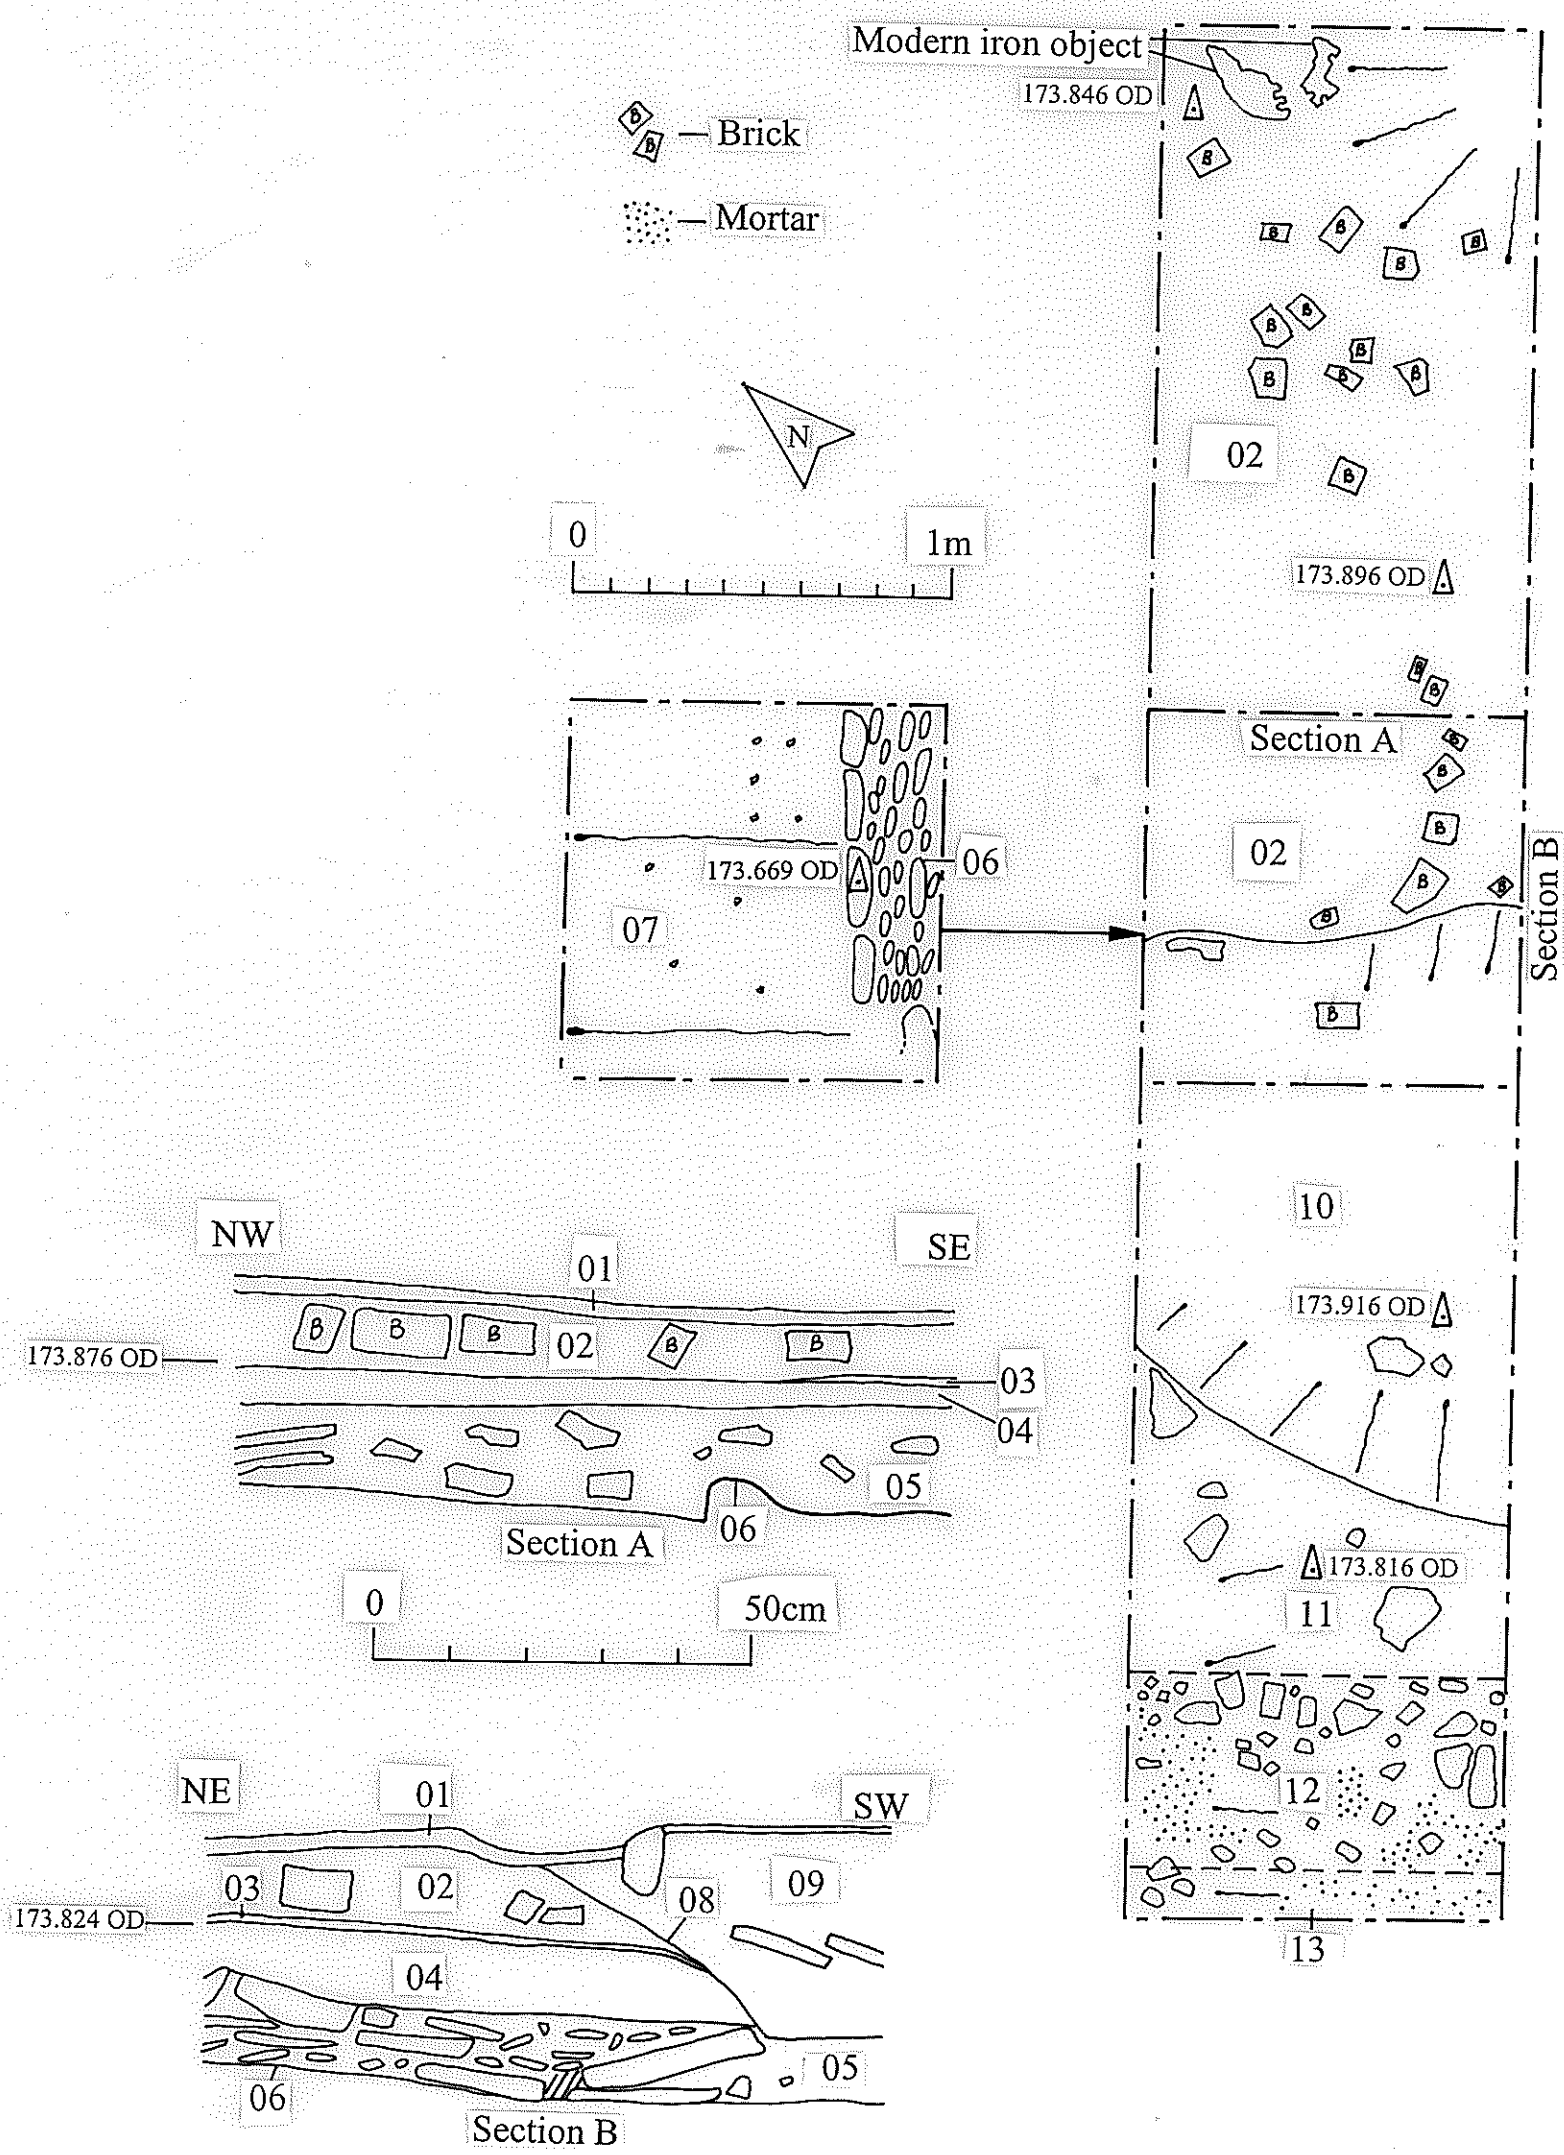 Modern iron object
173.846 OD
B
B
Brick
Mortar
B
B
B
B
B
B
B
B
B
B
B
02
B
N
0
1m
173.896 OD
B
B
Section A
B
B
B
02
B
B
B
Section B
B
173.669 OD
06
07
10
173.916 OD
173.816 OD
11
12
13
NW
SE
01
B
B
B
02
B
B
173.876 OD
03
04
05
06
Section A
0
50cm
NE
SW
01
03
02
08
09
173.824 OD
04
05
06
Section B